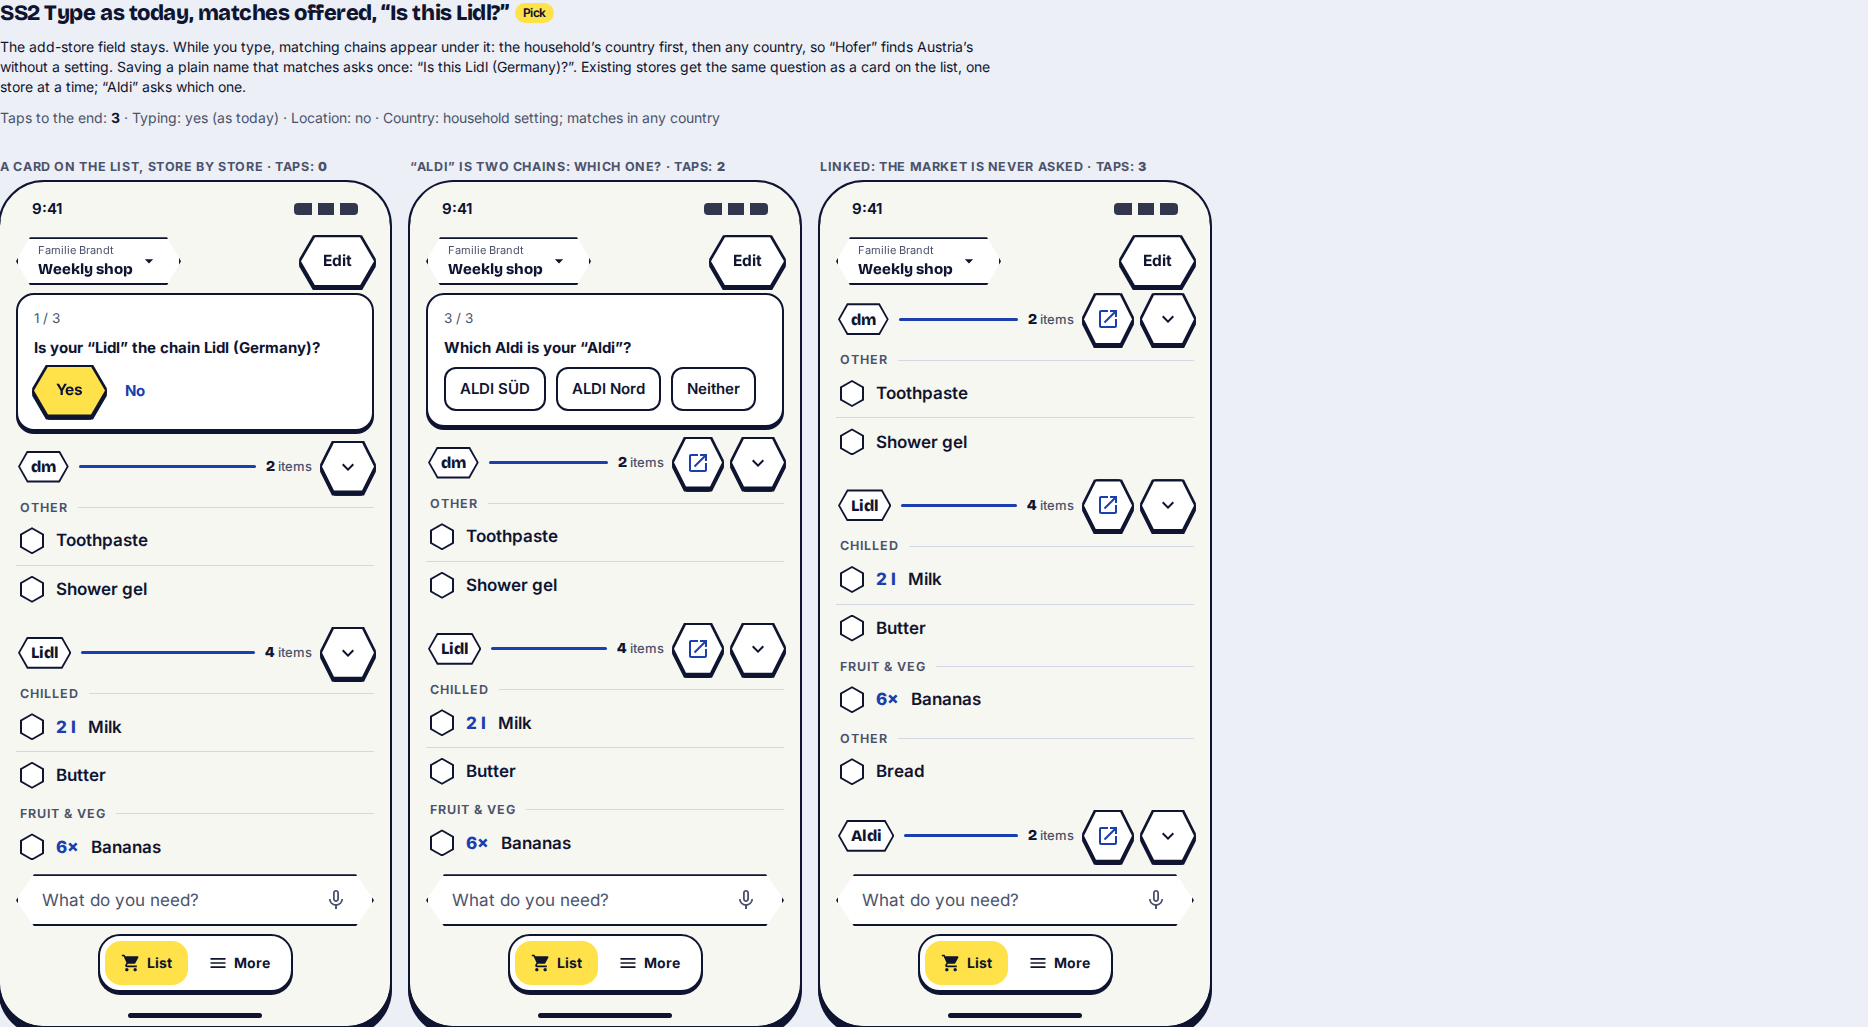 SS2 Type as today, matches offered, “Is this Lidl?” Pick
The add-store field stays. While you type, matching chains appear under it: the household’s country first, then any country, so “Hofer” finds Austria’s
without a setting. Saving a plain name that matches asks once: “Is this Lidl (Germany)?”. Existing stores get the same question as a card on the list, one
store at a time; “Aldi” asks which one.
Taps to the end: 3 · Typing: yes (as today) · Location: no · Country: household setting; matches in any country
A CARD ON THE LIST, STORE BY STORE · TAPS: 0
9:41
Familie Brandt
Weekly shop
Edit
1 / 3
Is your “Lidl” the chain Lidl (Germany)?
Yes
No
dm
2 items
OTHER
Toothpaste
Shower gel
Lidl
4 items
CHILLED
2 l Milk
Butter
FRUIT & VEG
6× Bananas
What do you need?
List
More
“ALDI” IS TWO CHAINS: WHICH ONE? · TAPS: 2
9:41
Familie Brandt
Weekly shop
Edit
3 / 3
Which Aldi is your “Aldi”?
ALDI SÜD
ALDI Nord
Neither
dm
2 items
OTHER
Toothpaste
Shower gel
Lidl
4 items
CHILLED
2 l Milk
Butter
FRUIT & VEG
6× Bananas
What do you need?
List
More
LINKED: THE MARKET IS NEVER ASKED · TAPS: 3
9:41
Familie Brandt
Weekly shop
Edit
dm
2 items
OTHER
Toothpaste
Shower gel
Lidl
4 items
CHILLED
2 l Milk
Butter
FRUIT & VEG
6× Bananas
OTHER
Bread
Aldi
2 items
What do you need?
List
More